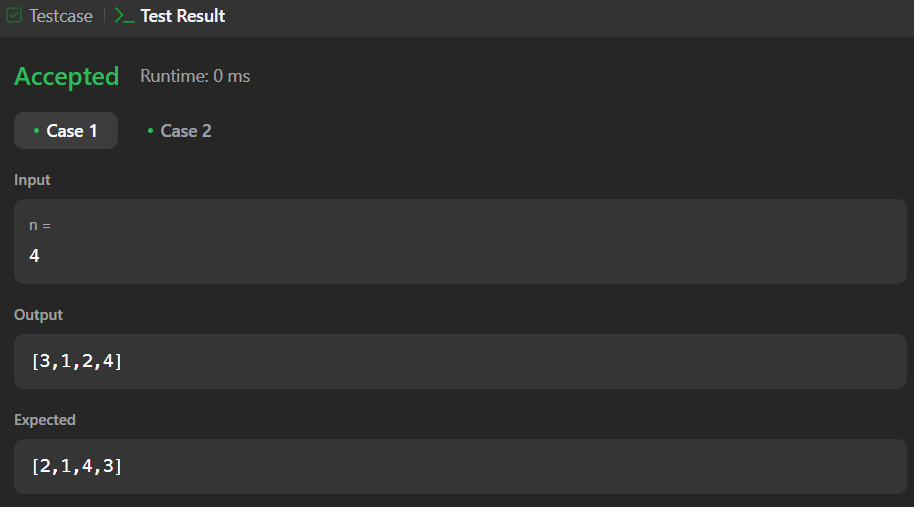 Testcase | Test Result
Accepted Runtime: 0 ms
• Case 1 • Case 2
Input
n =
4
Output
[3,1,2,4]
Expected
[2,1,4,3]